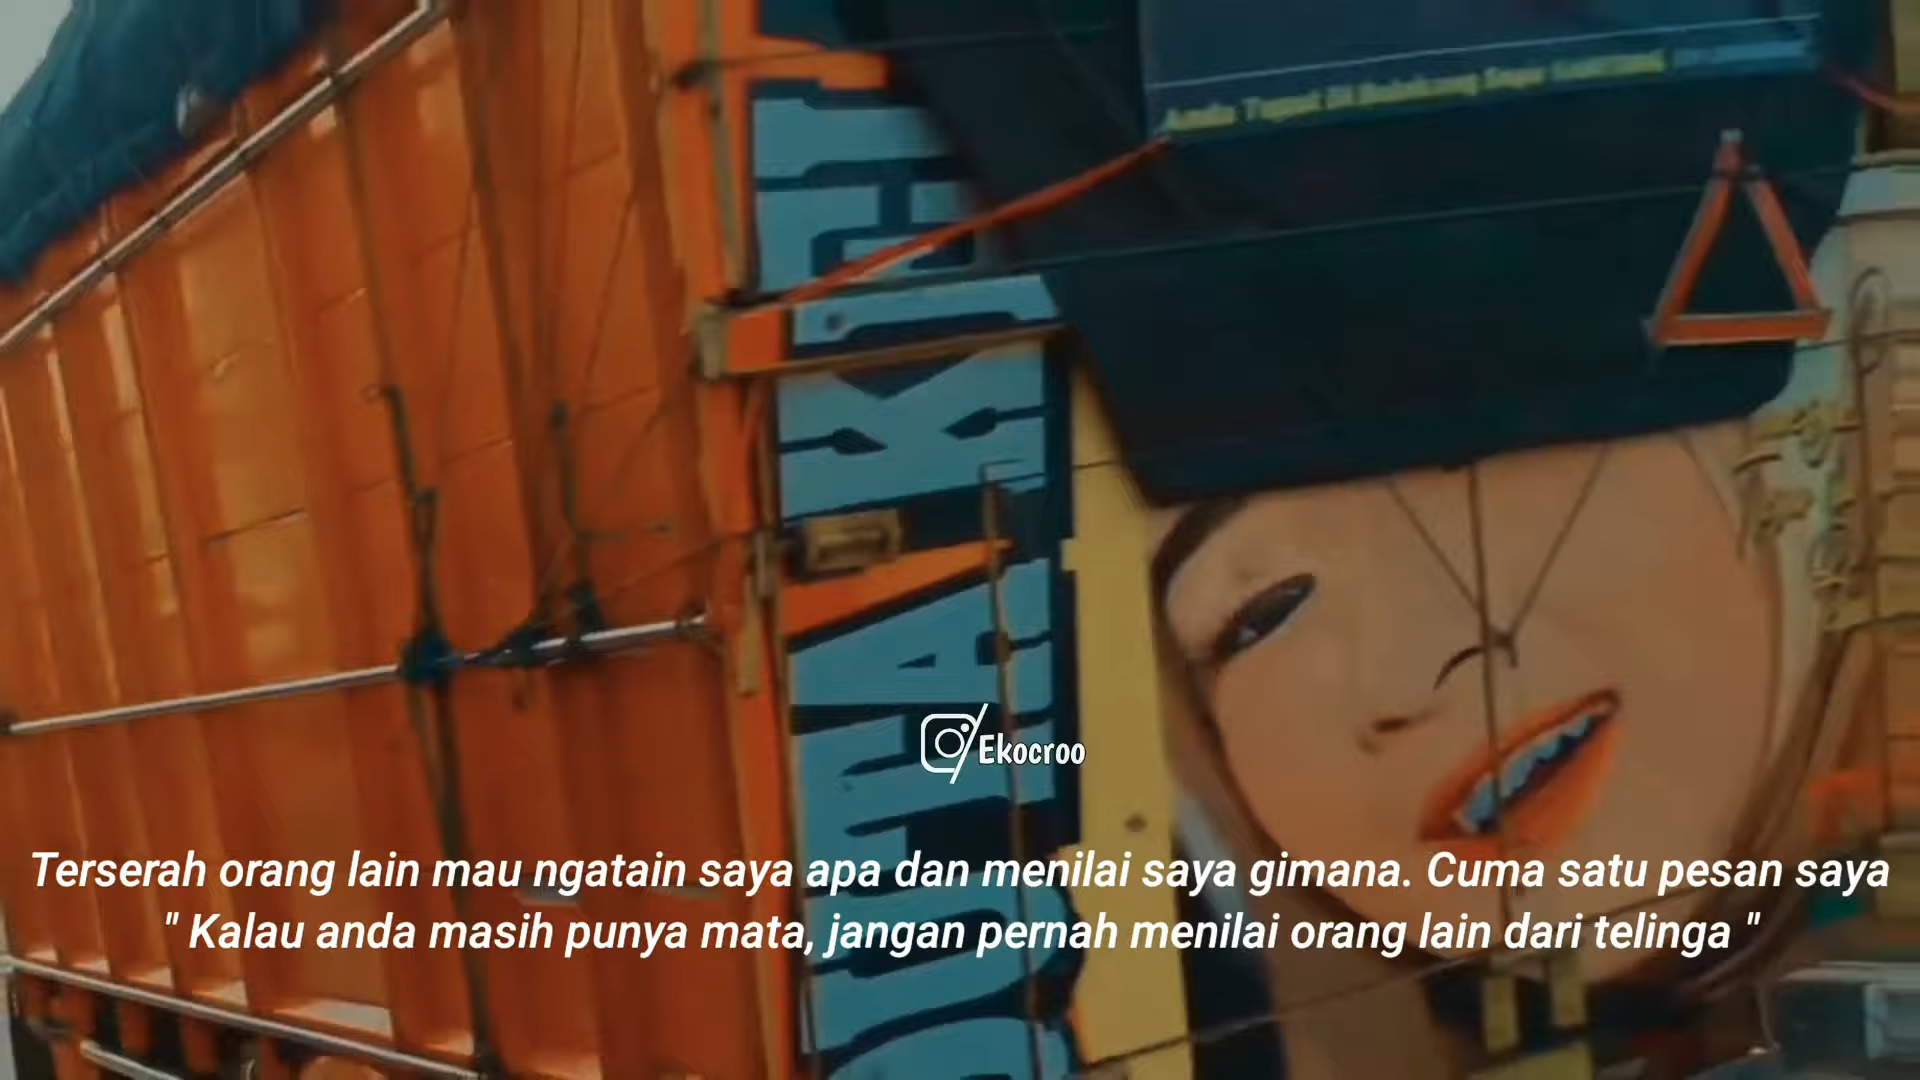 Ekocroo
Terserah orang lain mau ngatain saya apa dan menilai saya gimana. Cuma satu pesan saya
" Kalau anda masih punya mata, jangan pernah menilai orang lain dari telinga "